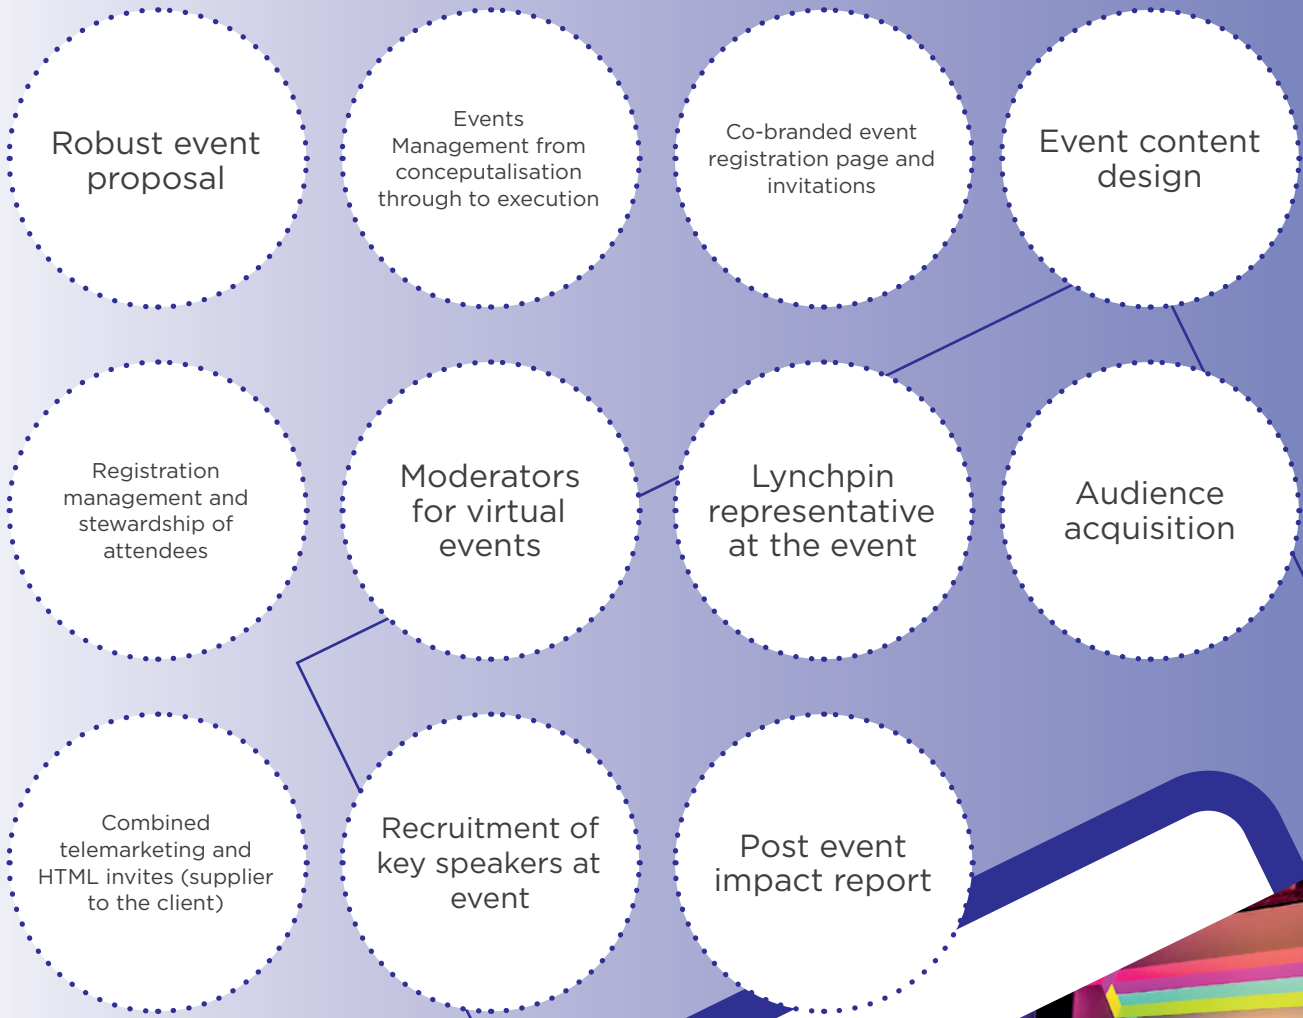 Robust event
proposal
Events
Management from
conceputalisation
through to execution
Co-branded event
registration page and
invitations
Event content
design
Registration
management and
stewardship of
attendees
Moderators
for virtual
events
Lynchpin
representative
at the event
Audience
acquisition
Combined
telemarketing and
HTML invites (supplier
to the client)
Recruitment of
key speakers at
event
Post event
impact report